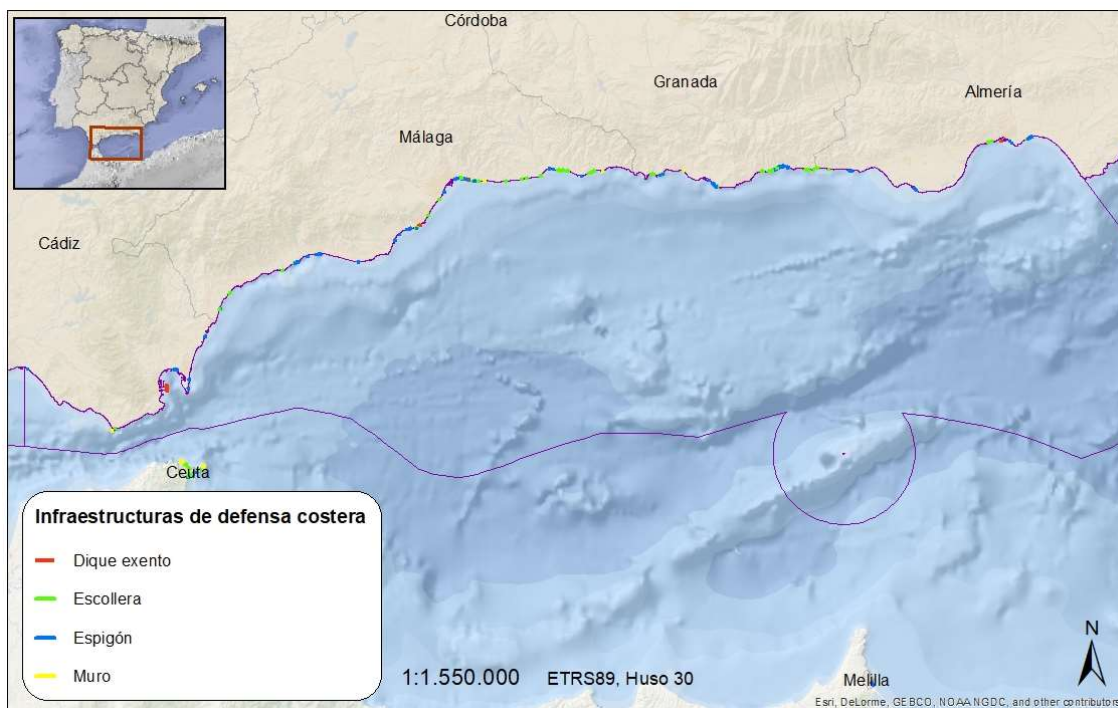 Córdoba
Granada
Almería
Málaga
Cádiz
Ceuta
Infraestructuras de defensa costera
Dique exento
Escollera
Espigón
Muro
1:1.550.000 ETRS89, Huso 30
N
Melilla
Esri, DeLorme, GEBCO, NOAA NGDC, and other contributors